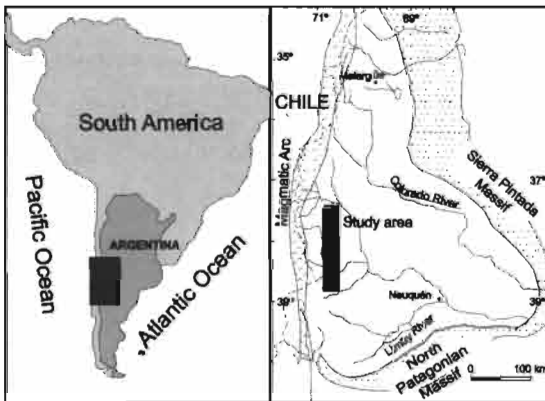 South America
Pacific Ocean
ARGENTINA
Atlantic Ocean
71°
69°
35°
CHILE
Magmatic Arc
Sierra Pintada
Massif
37°
37°
Colorado River
Study area
Neuquén
39°
39°
Limay River
North
Patagonian
Massif
0 100 km